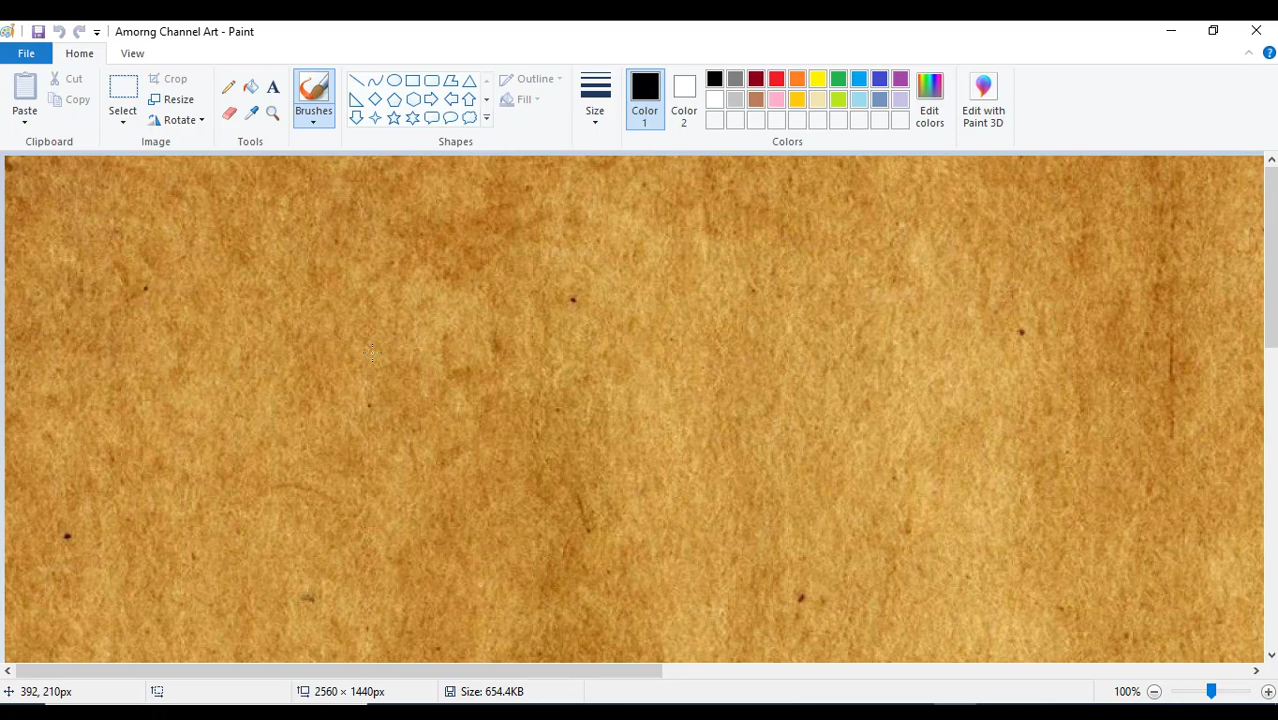 Amorng Channel Art - Paint
File Home View
Paste Cut Copy
Select Crop Resize Rotate
Brushes
Outline Fill
Size
Color 1
Color 2
Edit colors
Edit with Paint 3D
Clipboard Image Tools Shapes Colors
392, 210px 2560 × 1440px Size: 654.4KB 100%